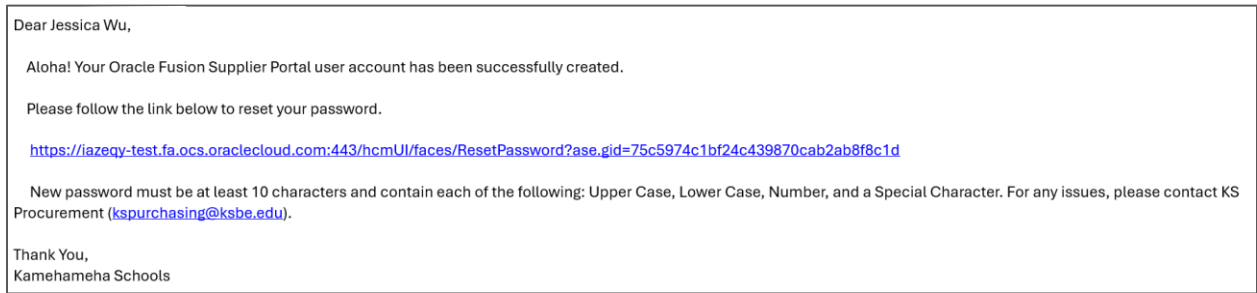 Dear Jessica Wu,
Aloha! Your Oracle Fusion Supplier Portal user account has been successfully created.
Please follow the link below to reset your password.
https://iazeqy-test.fa.ocs.oraclecloud.com:443/hcmUI/faces/ResetPassword?ase.gid=75c5974c1bf24c439870cab2ab8f8c1d
New password must be at least 10 characters and contain each of the following: Upper Case, Lower Case, Number, and a Special Character. For any issues, please contact KS
Procurement (kspurchasing@ksbe.edu).
Thank You,
Kamehameha Schools